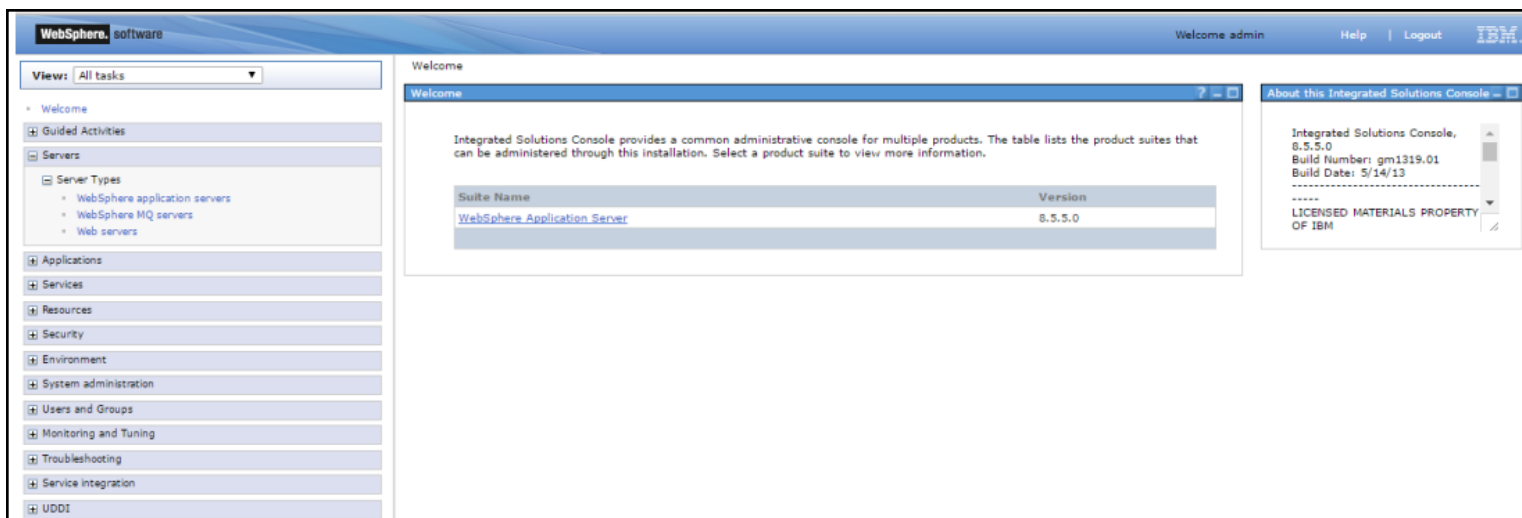 WebSphere. software
Welcome admin
Help | Logout
IBM.
View: All tasks
Welcome
Guided Activities
Servers
Server Types
WebSphere application servers
WebSphere MQ servers
Web servers
Applications
Services
Resources
Security
Environment
System administration
Users and Groups
Monitoring and Tuning
Troubleshooting
Service integration
UDDI
Welcome
Welcome
Integrated Solutions Console provides a common administrative console for multiple products. The table lists the product suites that
can be administered through this installation. Select a product suite to view more information.
Suite Name Version
WebSphere Application Server 8.5.5.0
About this Integrated Solutions Console
Integrated Solutions Console,
8.5.5.0
Build Number: gm1319.01
Build Date: 5/14/13
----------------------------------
-----
LICENSED MATERIALS PROPERTY
OF IBM